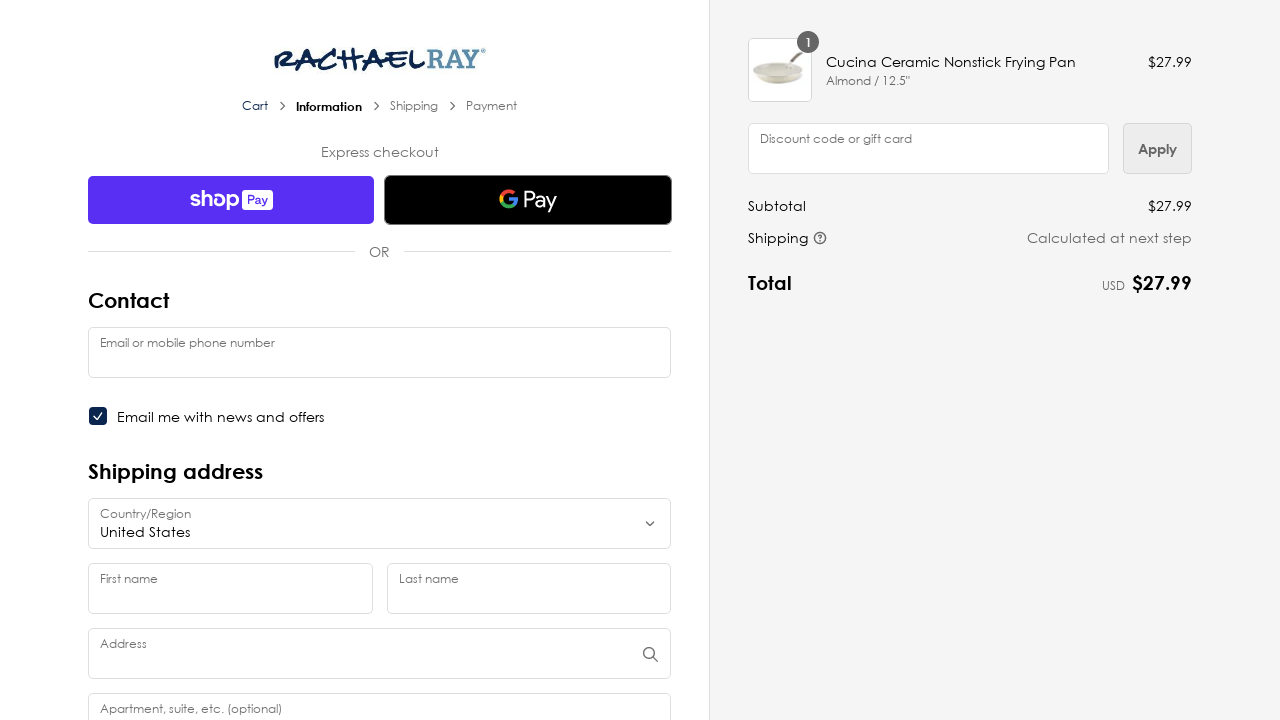 RACHAELRAY®
Cart > Information > Shipping > Payment
Express checkout
shop Pay
G Pay
OR
Contact
Email or mobile phone number
Email me with news and offers
Shipping address
Country/Region
United States
First name
Last name
Address
Apartment, suite, etc. (optional)
1
Cucina Ceramic Nonstick Frying Pan $27.99
Almond / 12.5"
Discount code or gift card
Apply
Subtotal $27.99
Shipping Calculated at next step
Total USD $27.99